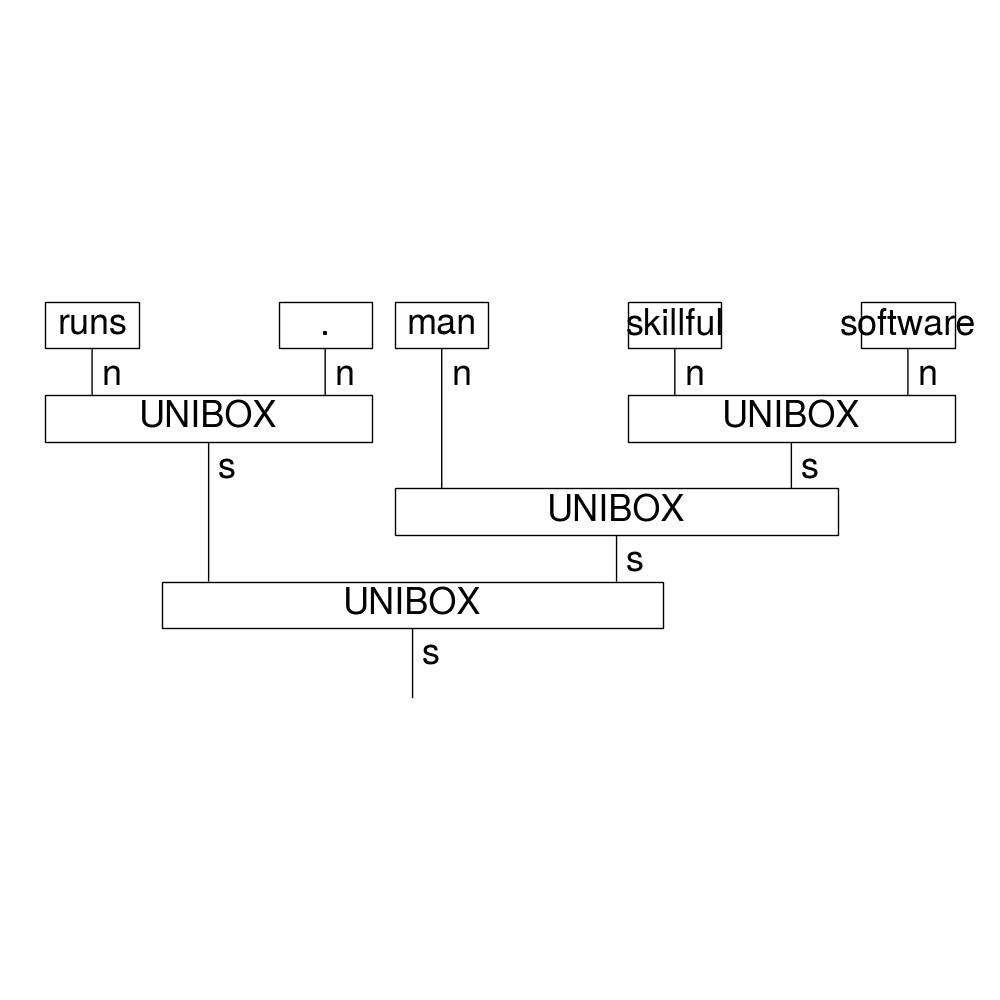 runs . man skillful software
n n n n n
UNIBOX UNIBOX
s s
UNIBOX
s
UNIBOX
s